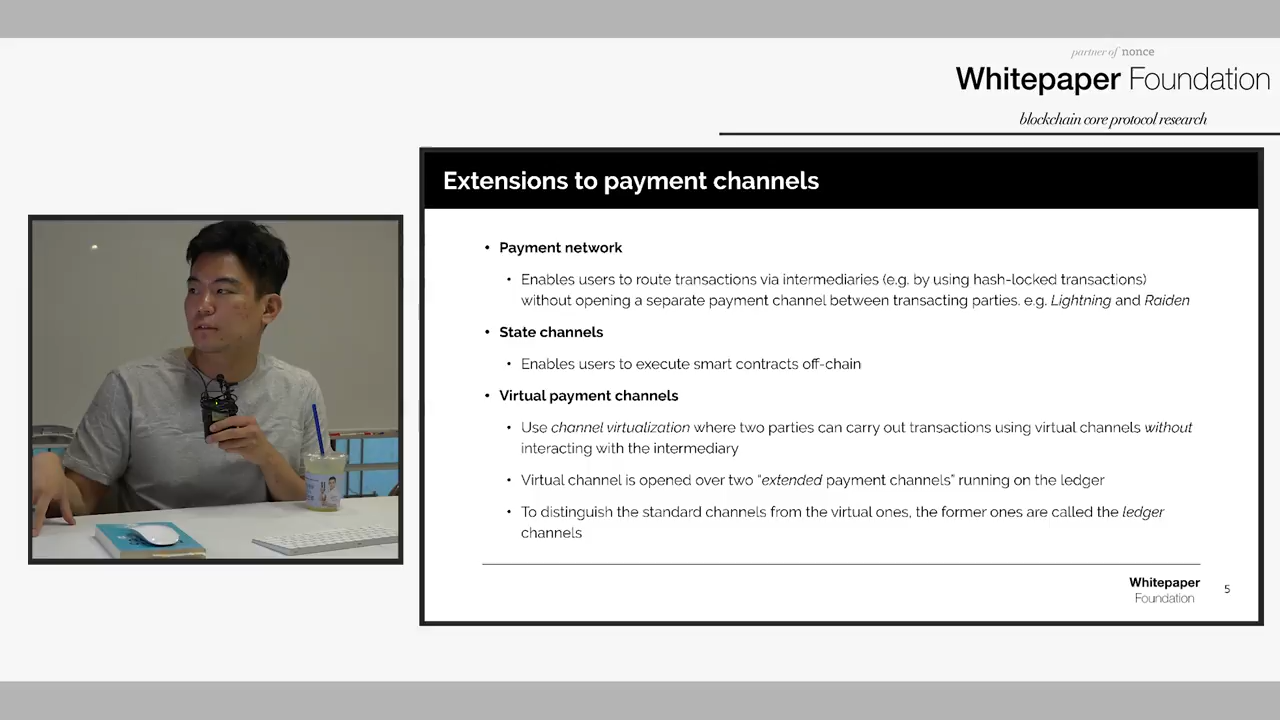 partner of nonce
Whitepaper Foundation
blockchain core protocol research
Extensions to payment channels
• Payment network
• Enables users to route transactions via intermediaries (e.g. by using hash-locked transactions)
without opening a separate payment channel between transacting parties. e.g. Lightning and Raiden
• State channels
• Enables users to execute smart contracts off-chain
• Virtual payment channels
• Use channel virtualization where two parties can carry out transactions using virtual channels without
interacting with the intermediary
• Virtual channel is opened over two “extended payment channels” running on the ledger
• To distinguish the standard channels from the virtual ones, the former ones are called the ledger
channels
Whitepaper
Foundation
5